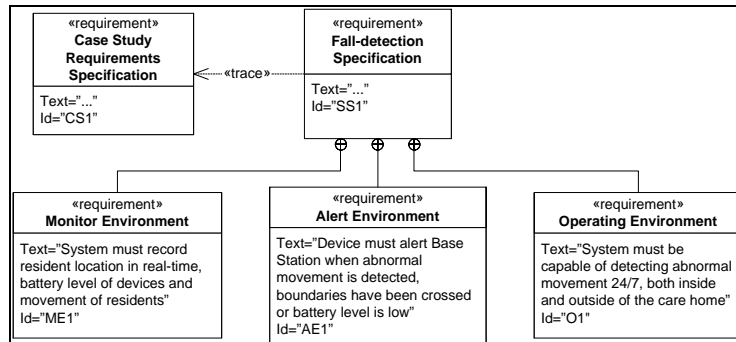 «requirement»
Case Study
Requirements
Specification
Text="..."
Id="CS1"
«trace»
«requirement»
Fall-detection
Specification
Text="..."
Id="SS1"
«requirement»
Monitor Environment
Text="System must record
resident location in real-time,
battery level of devices and
movement of residents"
Id="ME1"
«requirement»
Alert Environment
Text="Device must alert Base
Station when abnormal
movement is detected,
boundaries have been crossed
or battery level is low"
Id="AE1"
«requirement»
Operating Environment
Text="System must be
capable of detecting abnormal
movement 24/7, both inside
and outside of the care home"
Id="O1"